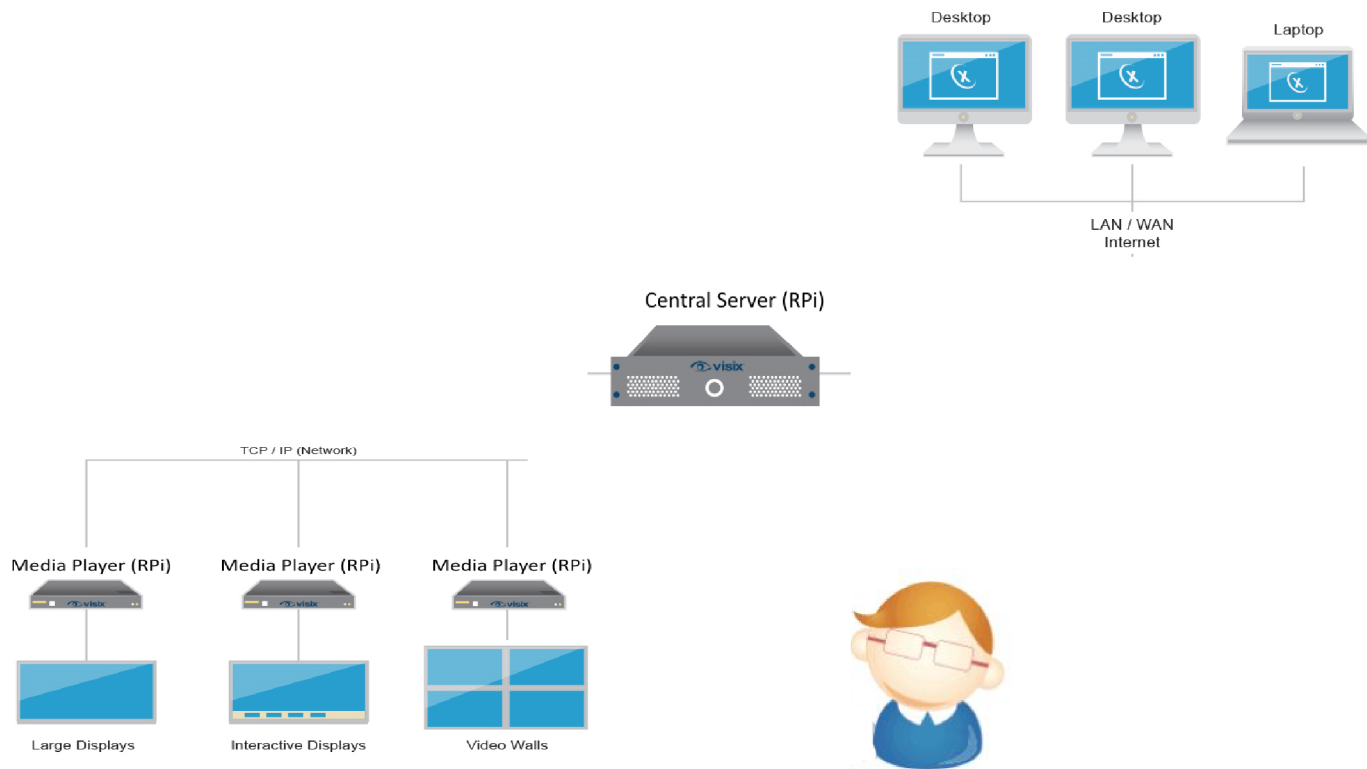 Desktop
Desktop
Laptop
X
X
X
LAN / WAN
Internet
Central Server (RPi)
visix
TCP / IP (Network)
Media Player (RPi)
Media Player (RPi)
Media Player (RPi)
visix
visix
visix
Large Displays
Interactive Displays
Video Walls